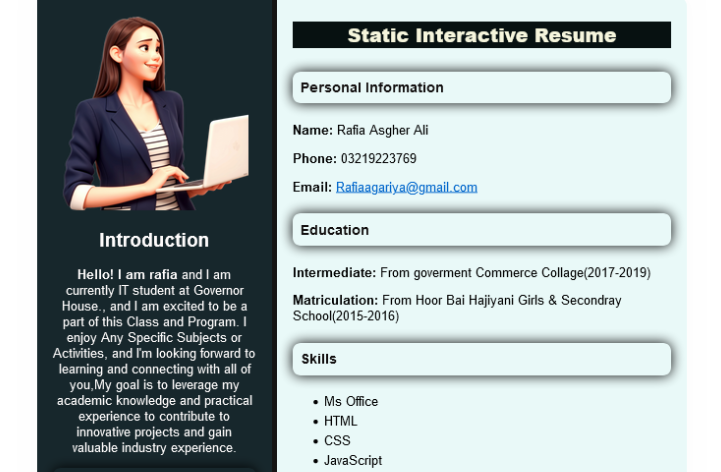 Static Interactive Resume
Personal Information
Name: Rafia Asgher Ali
Phone: 03219223769
Email: Rafiaagariya@gmail.com
Education
Intermediate: From goverment Commerce Collage(2017-2019)
Matriculation: From Hoor Bai Hajiyani Girls & Secondray
School(2015-2016)
Skills
Ms Office
HTML
CSS
JavaScript
Introduction
Hello! I am rafia and I am
currently IT student at Governor
House., and I am excited to be a
part of this Class and Program. I
enjoy Any Specific Subjects or
Activities, and I'm looking forward to
learning and connecting with all of
you,My goal is to leverage my
academic knowledge and practical
experience to contribute to
innovative projects and gain
valuable industry experience.